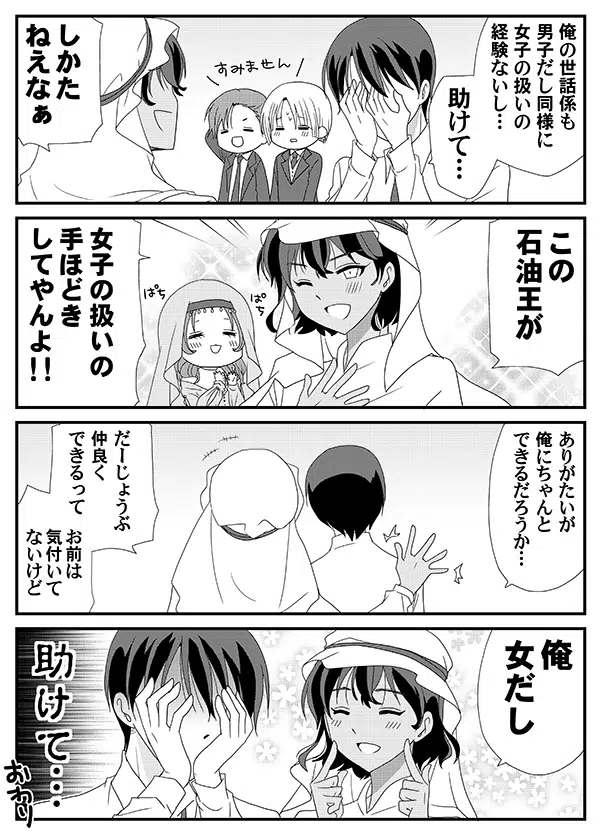 俺の世話係も
男子だし同様に
女子の扱いの
経験ないし…
助けて…
すみません
しかた
ねえなぁ
この
石油王が
ぱち
ぱち
女子の扱いの
手ほどき
してやんよ!!
ありがたいが
俺にちゃんと
できるだろうか…
だーじょうぶ
仲良く
できるって
お前は
気付いて
ないけど
俺
女だし
助けて…
おわり